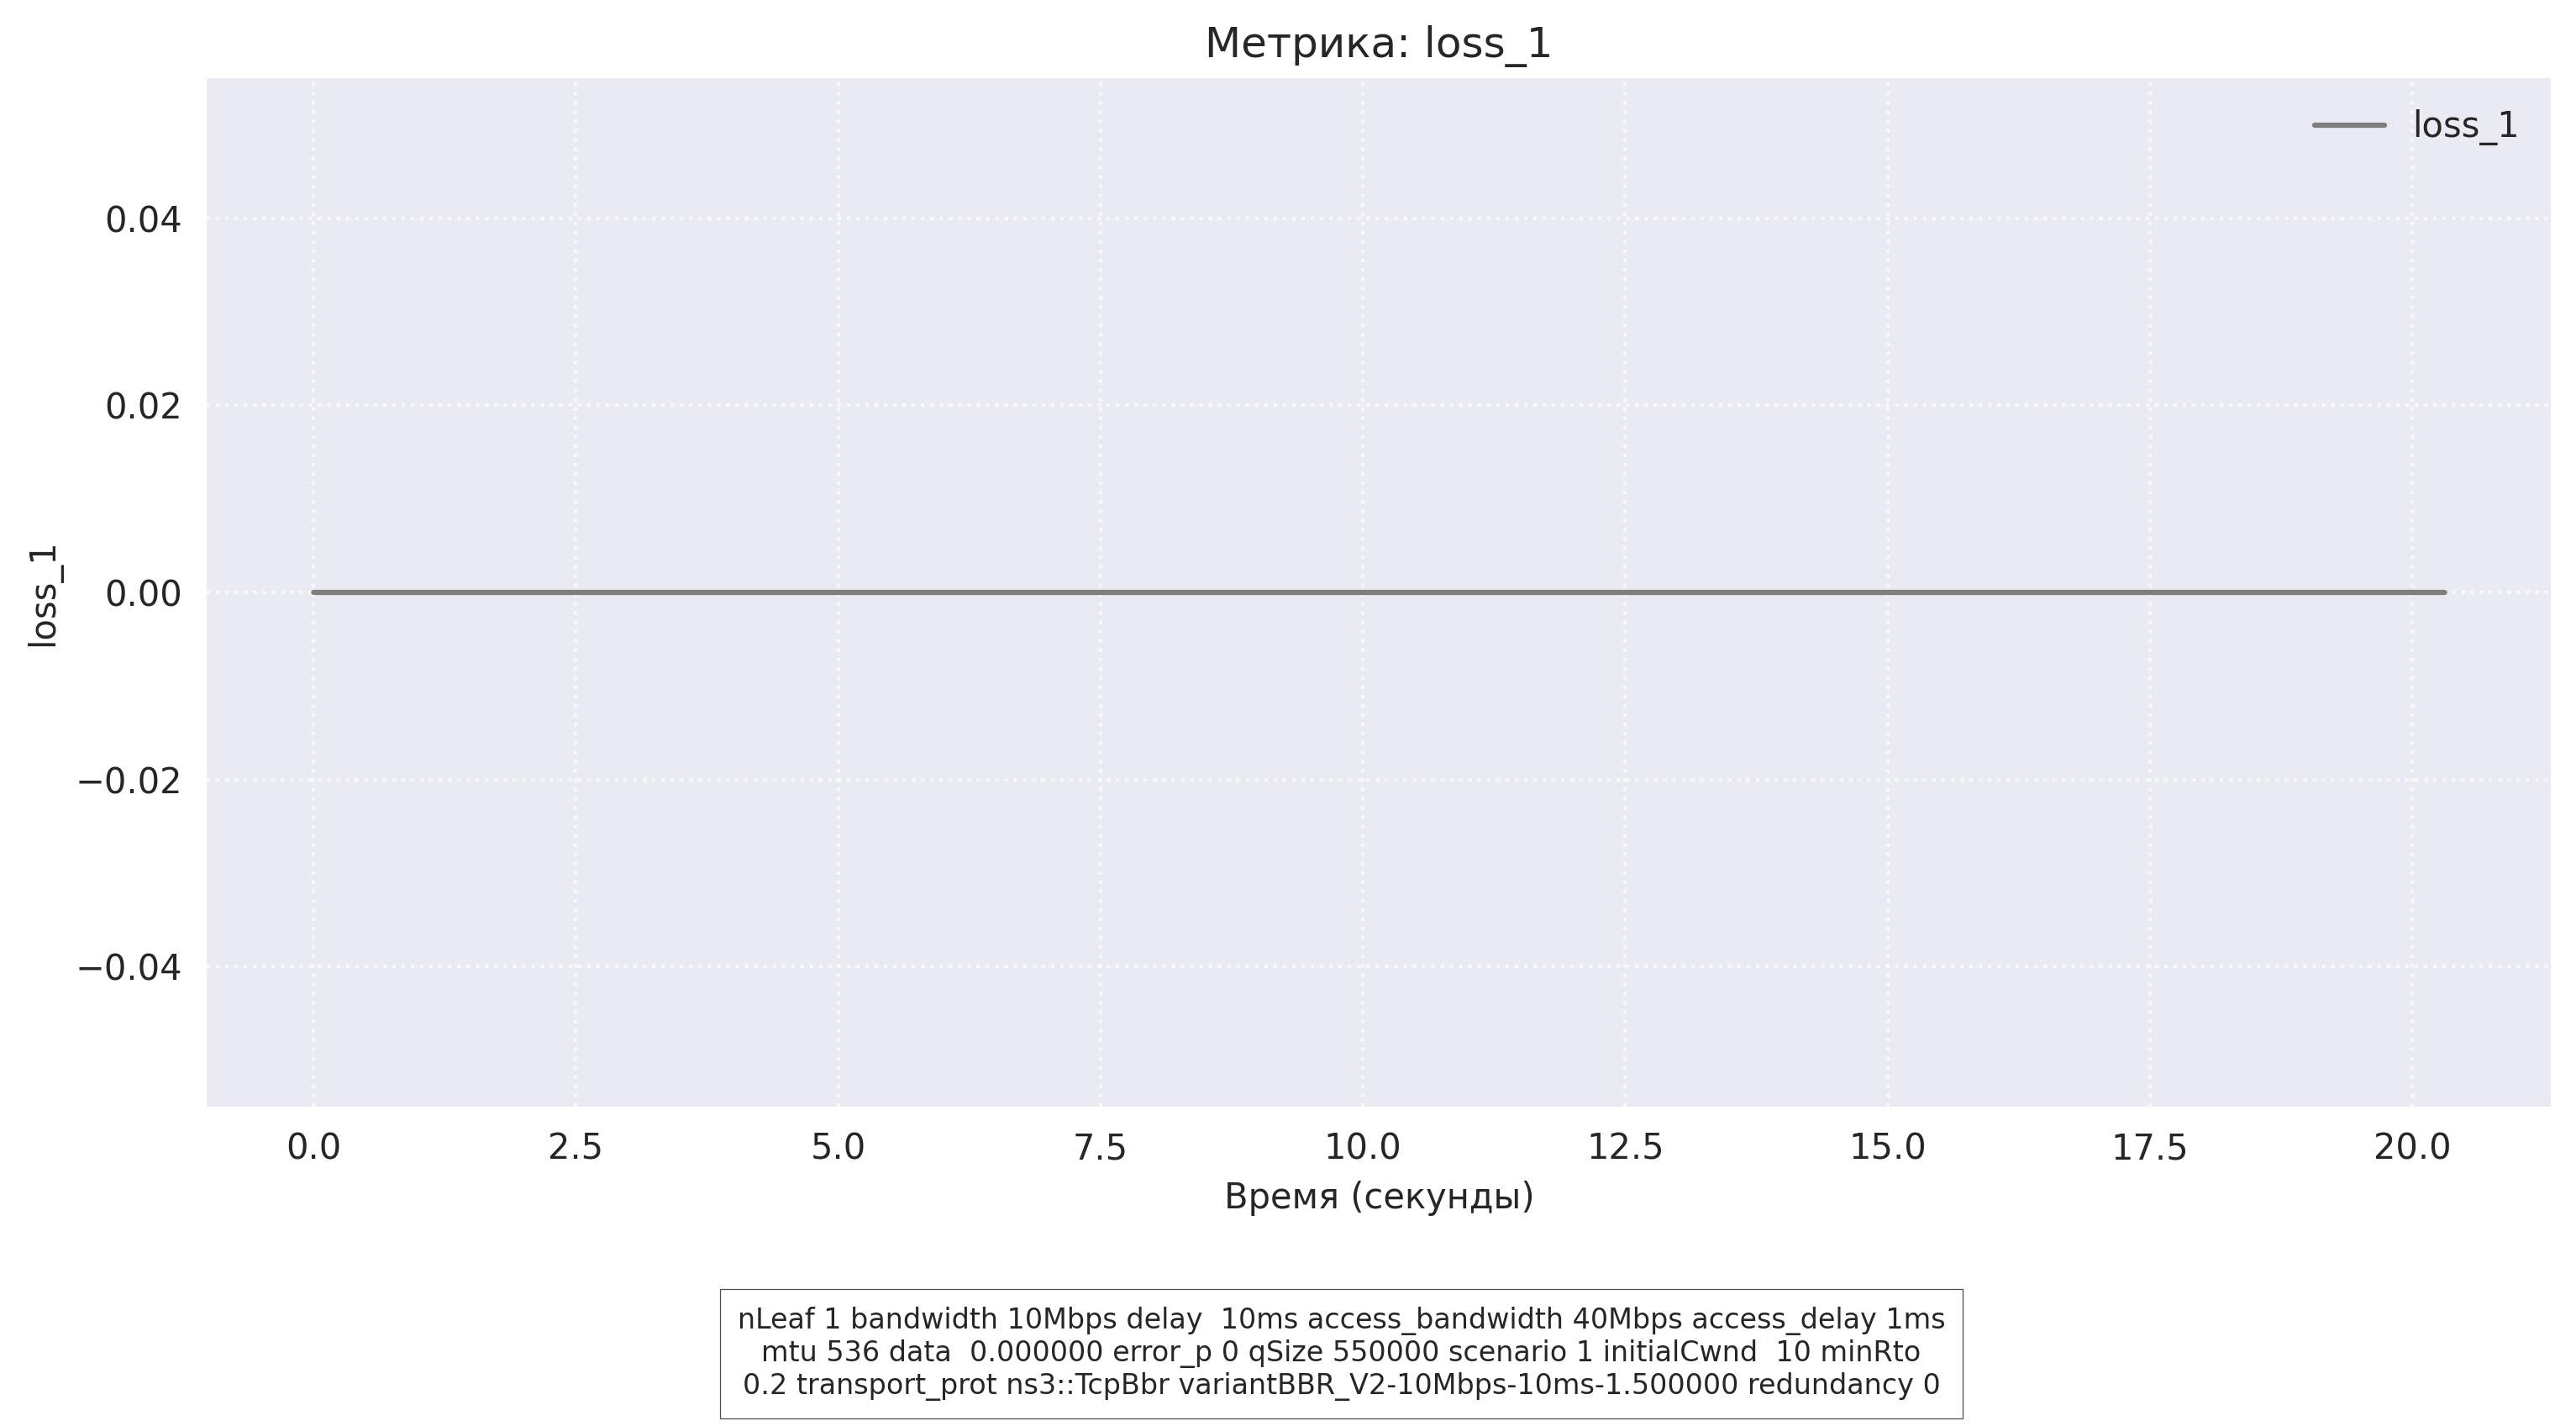 Метрика: loss_1
loss_1
0.04
0.02
0.00
−0.02
−0.04
loss_1
0.0 2.5 5.0 7.5 10.0 12.5 15.0 17.5 20.0
Время (секунды)
nLeaf 1 bandwidth 10Mbps delay  10ms access_bandwidth 40Mbps access_delay 1ms
mtu 536 data  0.000000 error_p 0 qSize 550000 scenario 1 initialCwnd  10 minRto
0.2 transport_prot ns3::TcpBbr variantBBR_V2-10Mbps-10ms-1.500000 redundancy 0